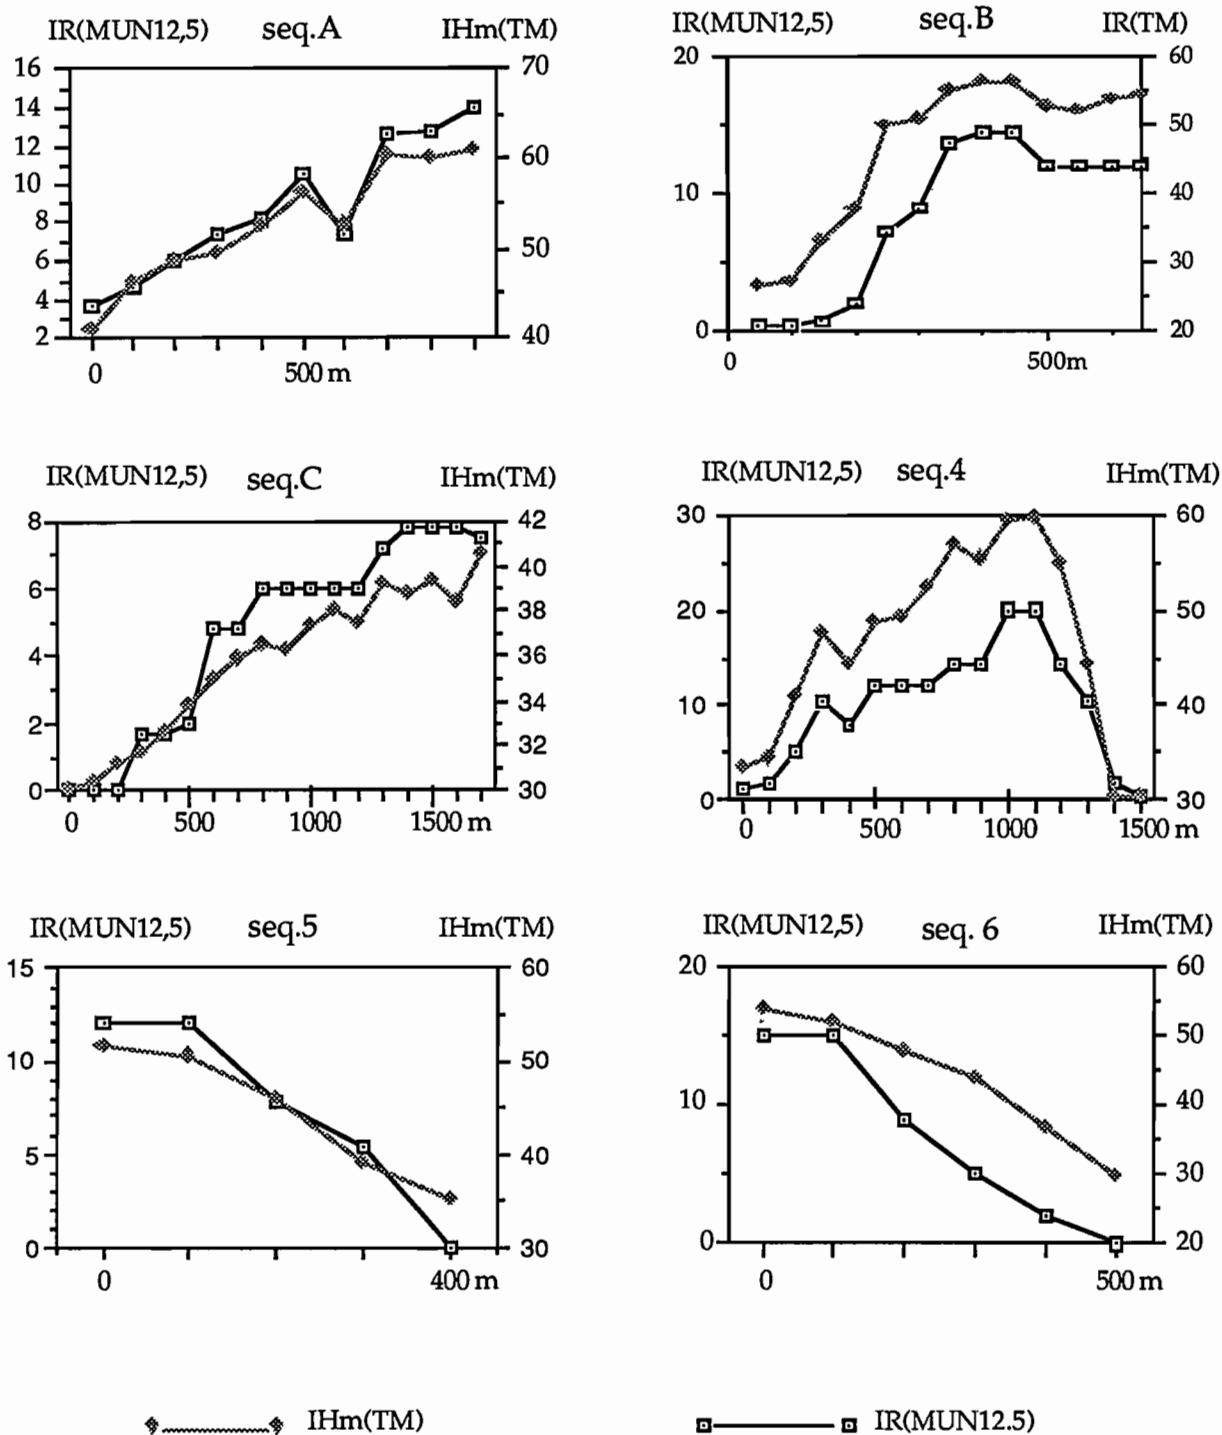 IR(MUN12,5) seq.A IHm(TM)
16 70
14
12 60
10
8
50
6
4
2 40
0 500 m
IR(MUN12,5) seq.B IR(TM)
20 60
50
10 40
30
0 20
0 500m
IR(MUN12,5) seq.C IHm(TM)
8 42
40
6
38
4 36
34
2
32
0 30
0 500 1000 1500 m
IR(MUN12,5) seq.4 IHm(TM)
30 60
20 50
10 40
0 30
0 500 1000 1500 m
IR(MUN12,5) seq.5 IHm(TM)
15 60
10 50
5 40
0 30
0 400 m
IR(MUN12,5) seq. 6 IHm(TM)
20 60
50
10 40
30
0 20
0 500 m
IHm(TM) IR(MUN12.5)